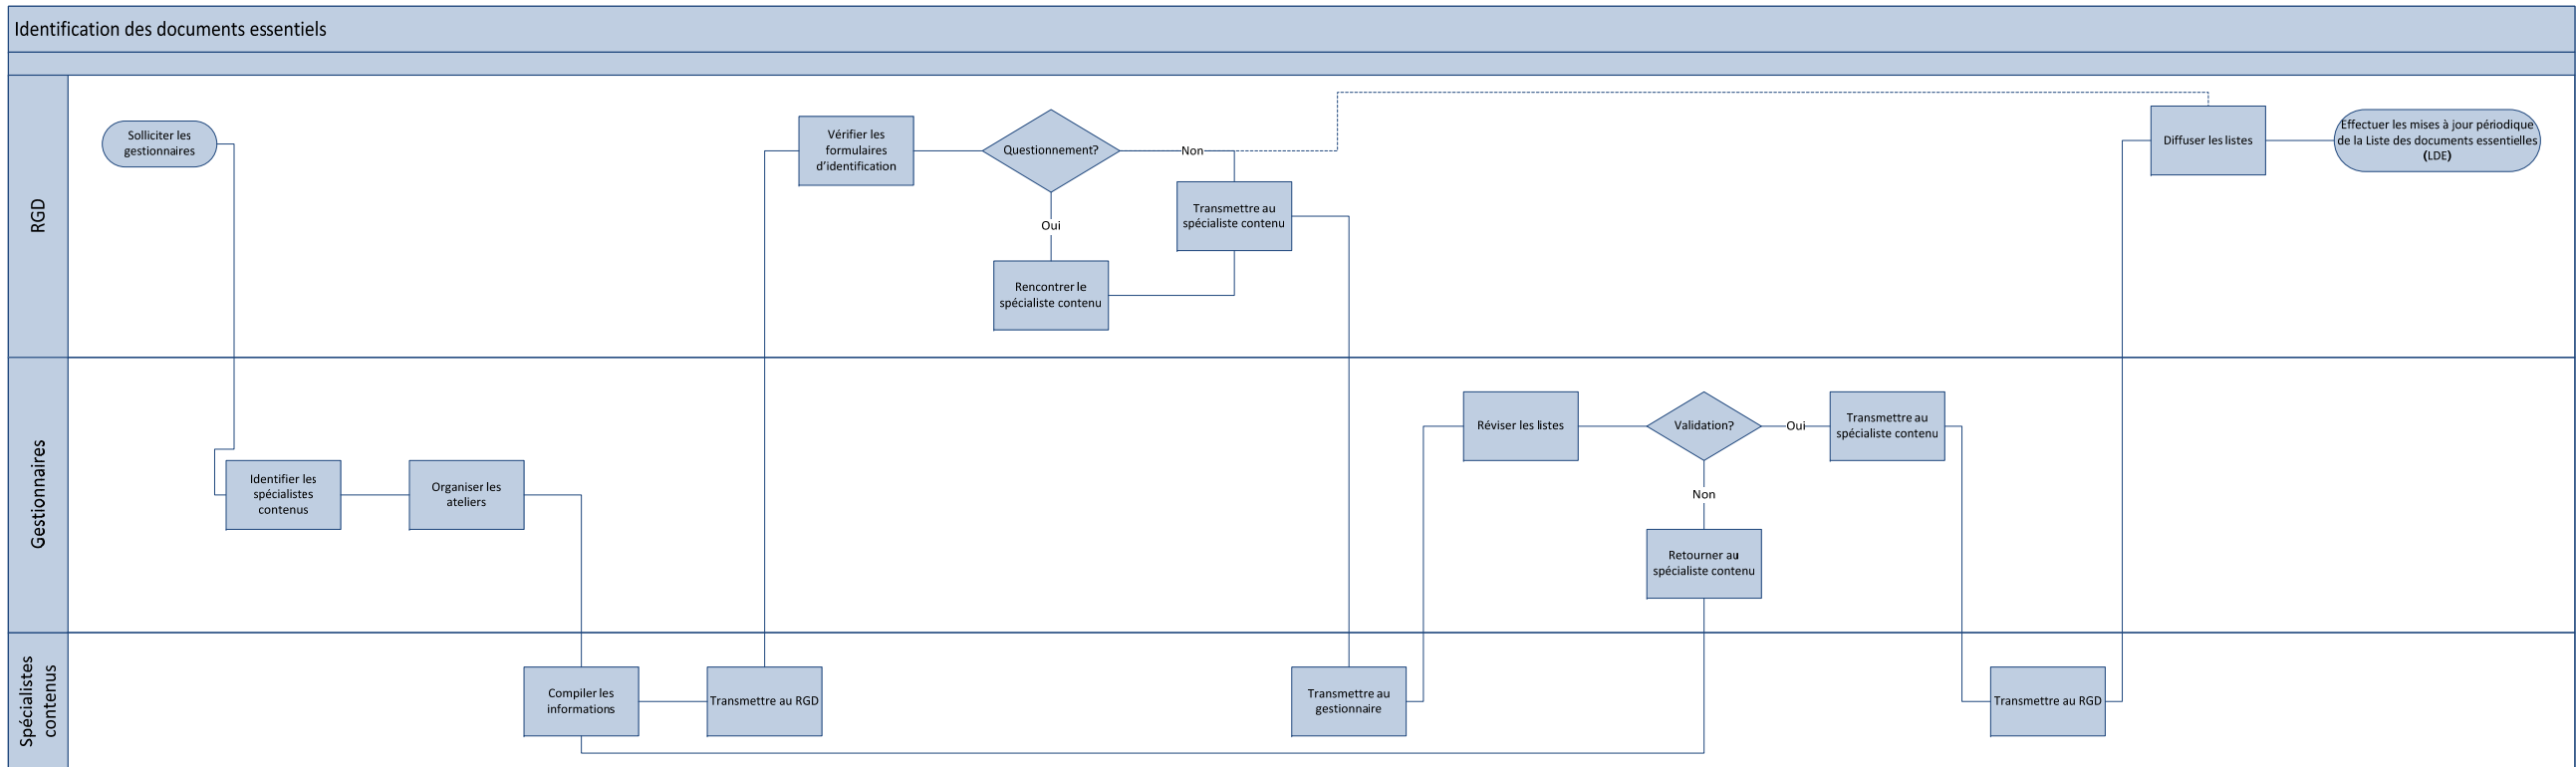 Identification des documents essentiels
RGD
Solliciter les
gestionnaires
Vérifier les
formulaires
d'identification
Questionnement?
Non
Oui
Transmettre au
spécialiste contenu
Rencontrer le
spécialiste contenu
Diffuser les listes
Effectuer les mises à jour périodique
de la Liste des documents essentielles
(LDE)
Gestionnaires
Identifier les
spécialistes
contenus
Organiser les
ateliers
Réviser les listes
Validation?
Oui
Transmettre au
spécialiste contenu
Non
Retourner au
spécialiste contenu
Spécialistes
contenus
Compiler les
informations
Transmettre au RGD
Transmettre au
gestionnaire
Transmettre au RGD